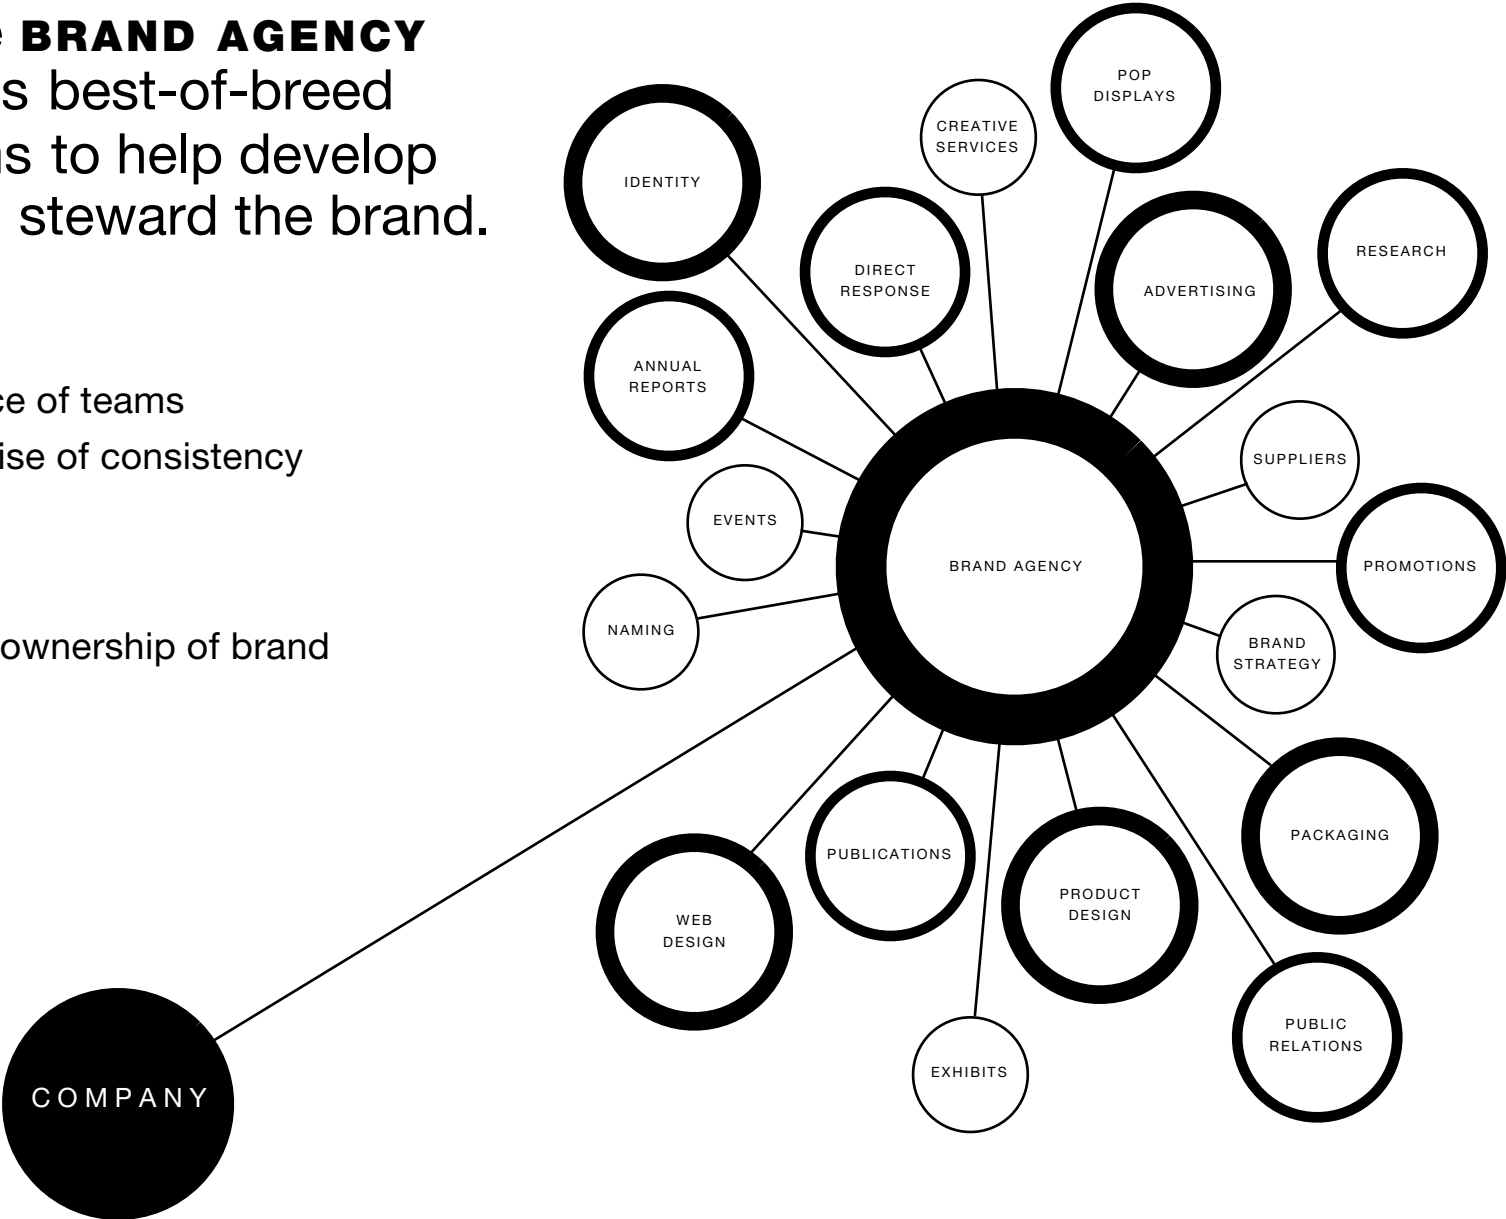 BRAND AGENCY
s best-of-breed
s to help develop
steward the brand.
ce of teams
ise of consistency
ownership of brand
COMPANY
BRAND AGENCY
IDENTITY
ANNUAL
REPORTS
EVENTS
NAMING
DIRECT
RESPONSE
CREATIVE
SERVICES
POP
DISPLAYS
ADVERTISING
RESEARCH
SUPPLIERS
PROMOTIONS
BRAND
STRATEGY
PACKAGING
PUBLIC
RELATIONS
PRODUCT
DESIGN
EXHIBITS
PUBLICATIONS
WEB
DESIGN